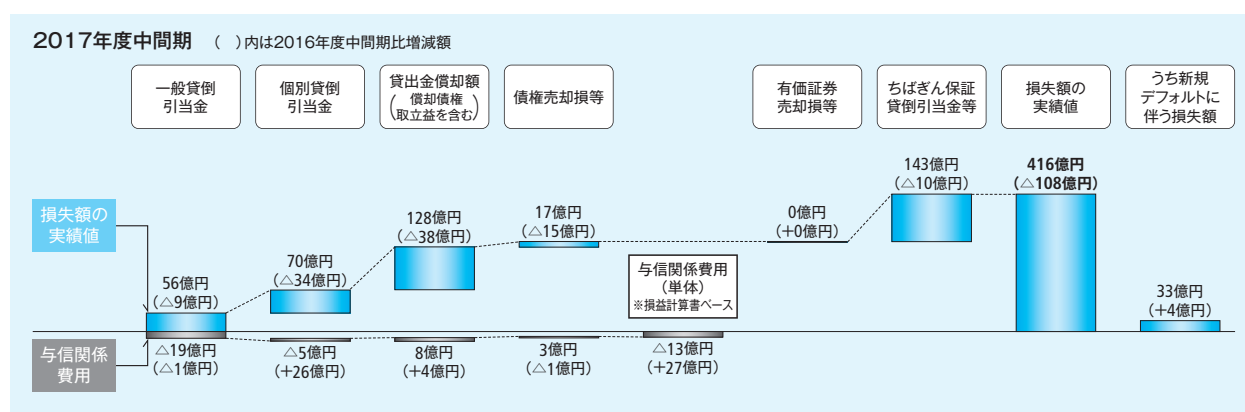 2017年度中間期 （ ）内は2016年度中間期比増減額
一般貸倒
引当金
個別貸倒
引当金
貸出金償却額
（償却債権
取立益を含む）
債権売却損等
有価証券
売却損等
ちばぎん保証
貸倒引当金等
損失額の
実績値
うち新規
デフォルトに
伴う損失額
損失額の
実績値
56億円
（△9億円）
70億円
（△34億円）
128億円
（△38億円）
17億円
（△15億円）
0億円
（+0億円）
143億円
（△10億円）
416億円
（△108億円）
33億円
（+4億円）
与信関係費用
（単体）
※損益計算書ベース
与信関係
費用
△19億円
（△1億円）
△5億円
（+26億円）
8億円
（+4億円）
3億円
（△1億円）
△13億円
（+27億円）